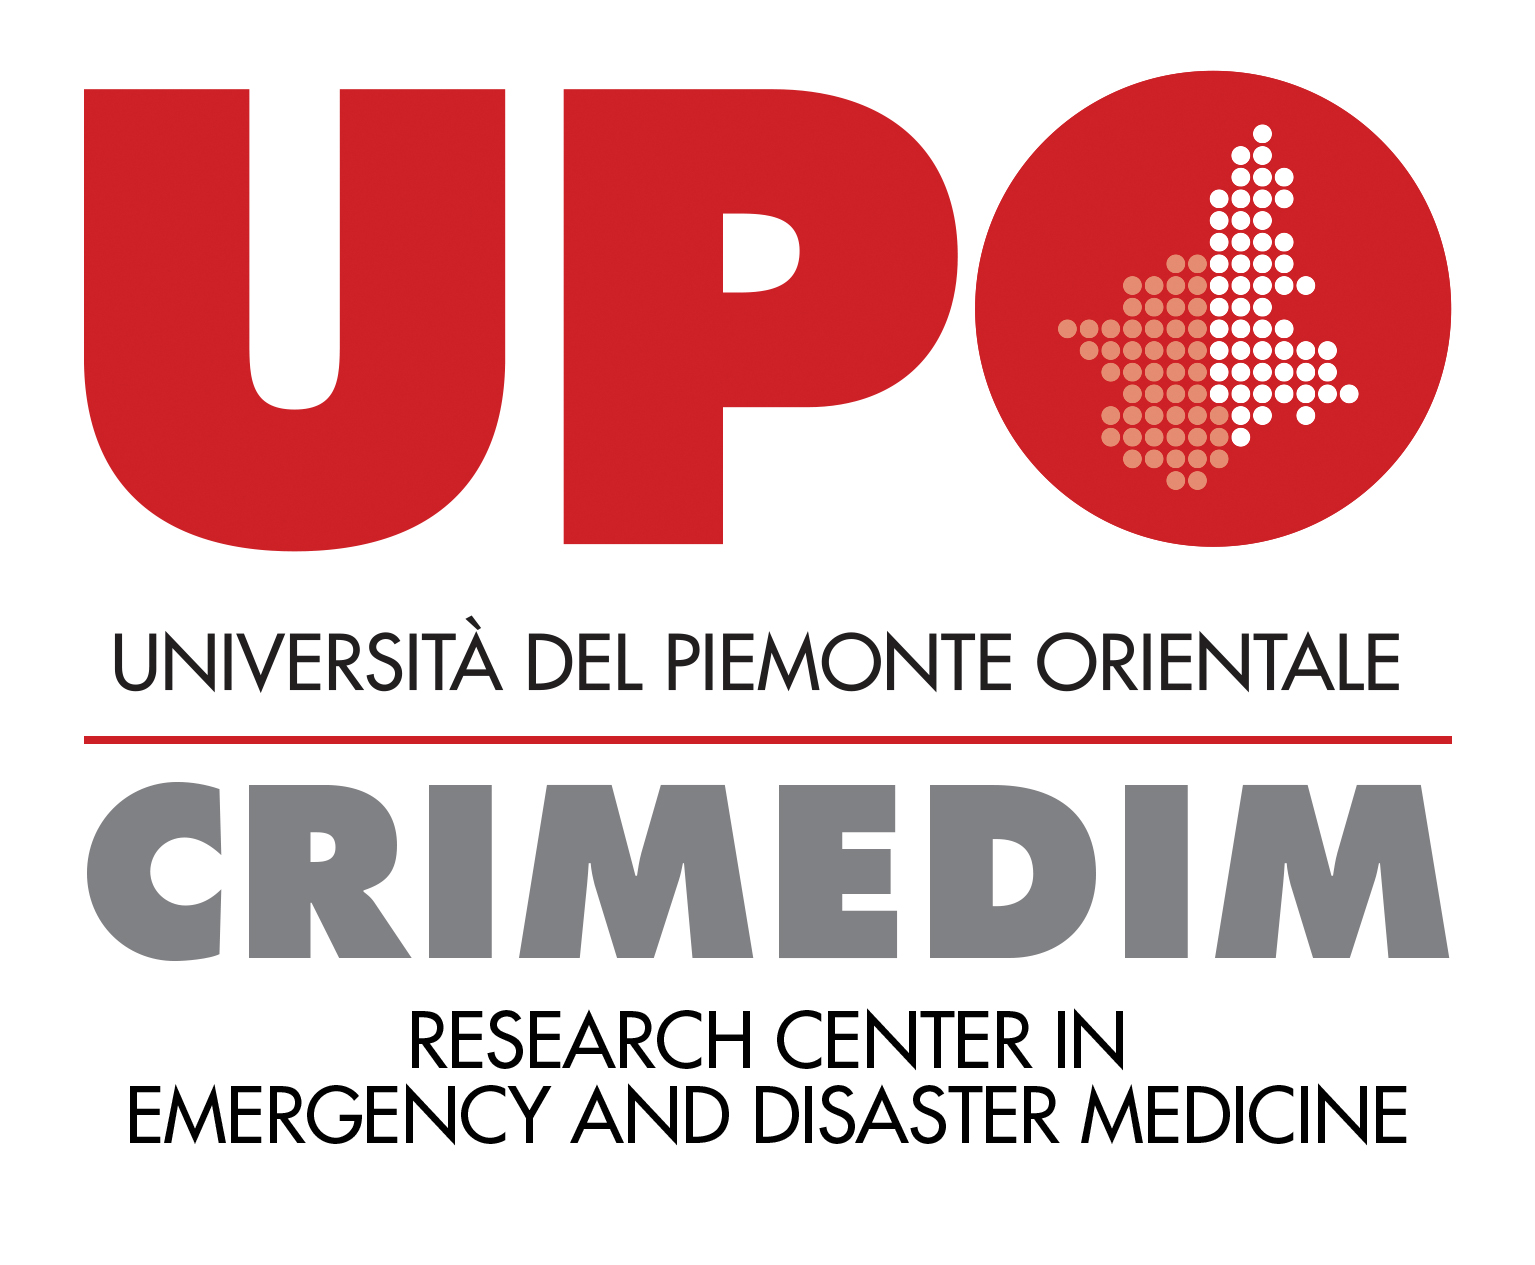 UPO
UNIVERSITÀ DEL PIEMONTE ORIENTALE
CRIMEDIM
RESEARCH CENTER IN
EMERGENCY AND DISASTER MEDICINE